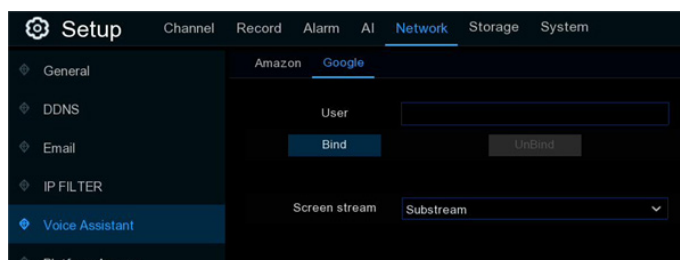 Setup Channel Record Alarm AI Network Storage System
General
Amazon Google
DDNS
User
Email
Bind UnBind
IP FILTER
Screen stream Substream
Voice Assistant